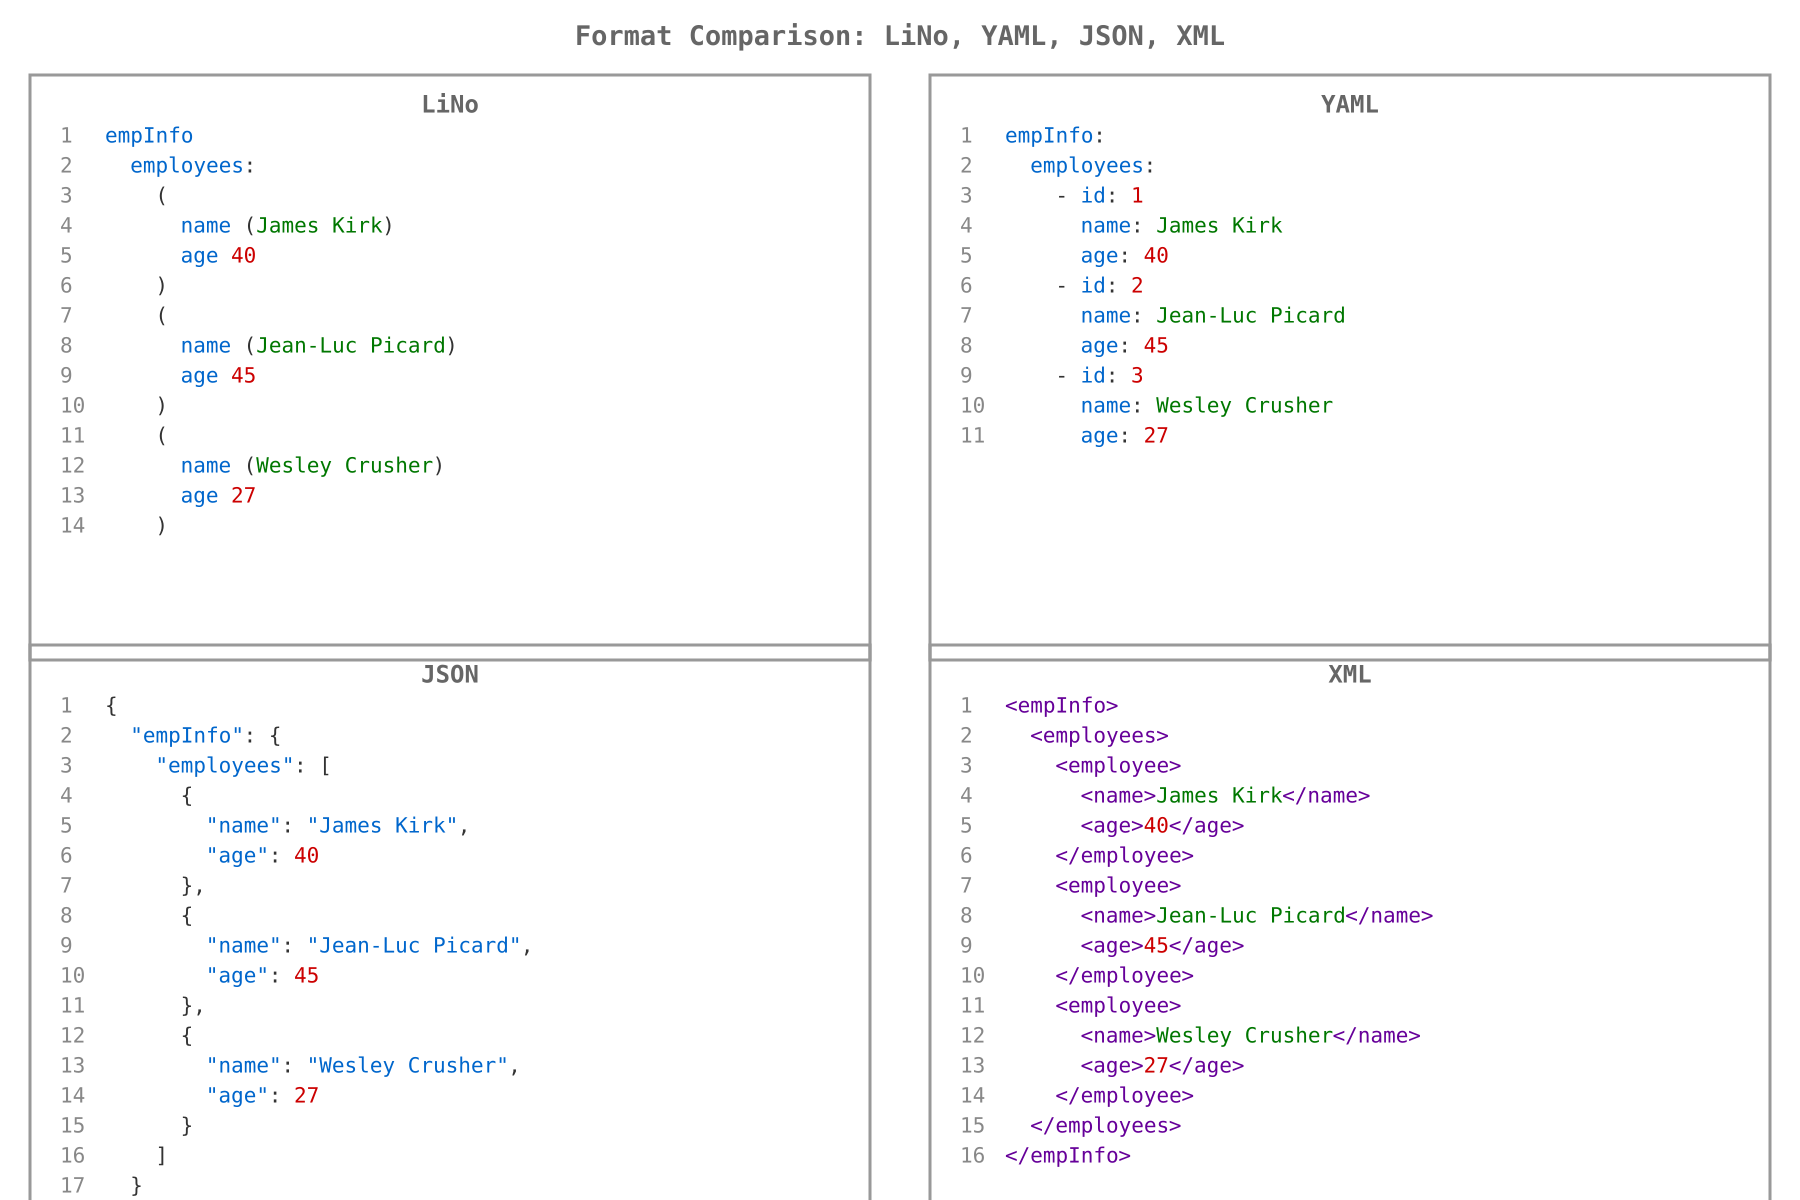 Format Comparison: LiNo, YAML, JSON, XML
LiNo
1 empInfo
2   employees:
3     (
4       name (James Kirk)
5       age 40
6     )
7     (
8       name (Jean-Luc Picard)
9       age 45
10     )
11     (
12       name (Wesley Crusher)
13       age 27
14     )
YAML
1 empInfo:
2   employees:
3     - id: 1
4       name: James Kirk
5       age: 40
6     - id: 2
7       name: Jean-Luc Picard
8       age: 45
9     - id: 3
10       name: Wesley Crusher
11       age: 27
JSON
1 {
2   "empInfo": {
3     "employees": [
4       {
5         "name": "James Kirk",
6         "age": 40
7       },
8       {
9         "name": "Jean-Luc Picard",
10         "age": 45
11       },
12       {
13         "name": "Wesley Crusher",
14         "age": 27
15       }
16     ]
17   }
XML
1 <empInfo>
2   <employees>
3     <employee>
4       <name>James Kirk</name>
5       <age>40</age>
6     </employee>
7     <employee>
8       <name>Jean-Luc Picard</name>
9       <age>45</age>
10     </employee>
11     <employee>
12       <name>Wesley Crusher</name>
13       <age>27</age>
14     </employee>
15   </employees>
16 </empInfo>